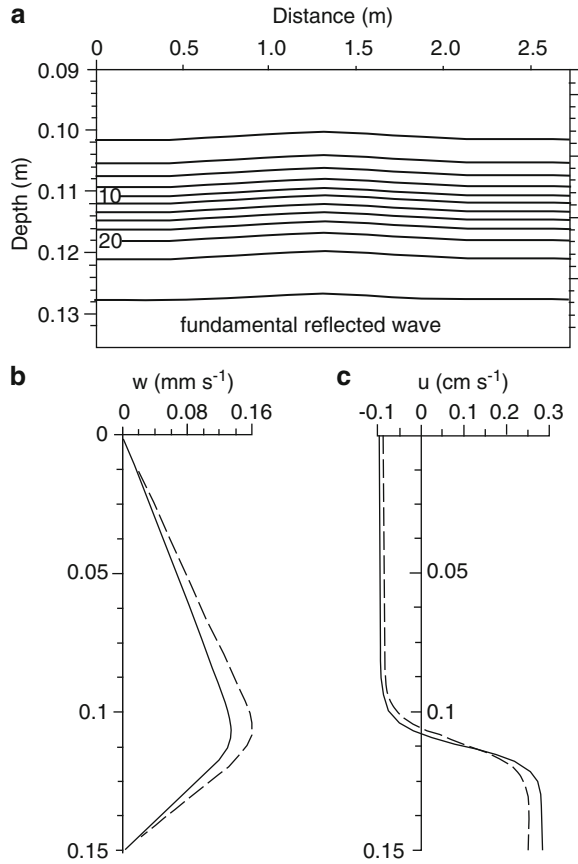 a
Distance (m)
0 0.5 1.0 1.5 2.0 2.5
0.09
0.10
0.11
0.12
0.13
Depth (m)
10
20
fundamental reflected wave
b
w (mm s⁻¹)
0 0.08 0.16
0
0.05
0.1
0.15
c
u (cm s⁻¹)
-0.1 0 0.1 0.2 0.3
0.05
0.1
0.15